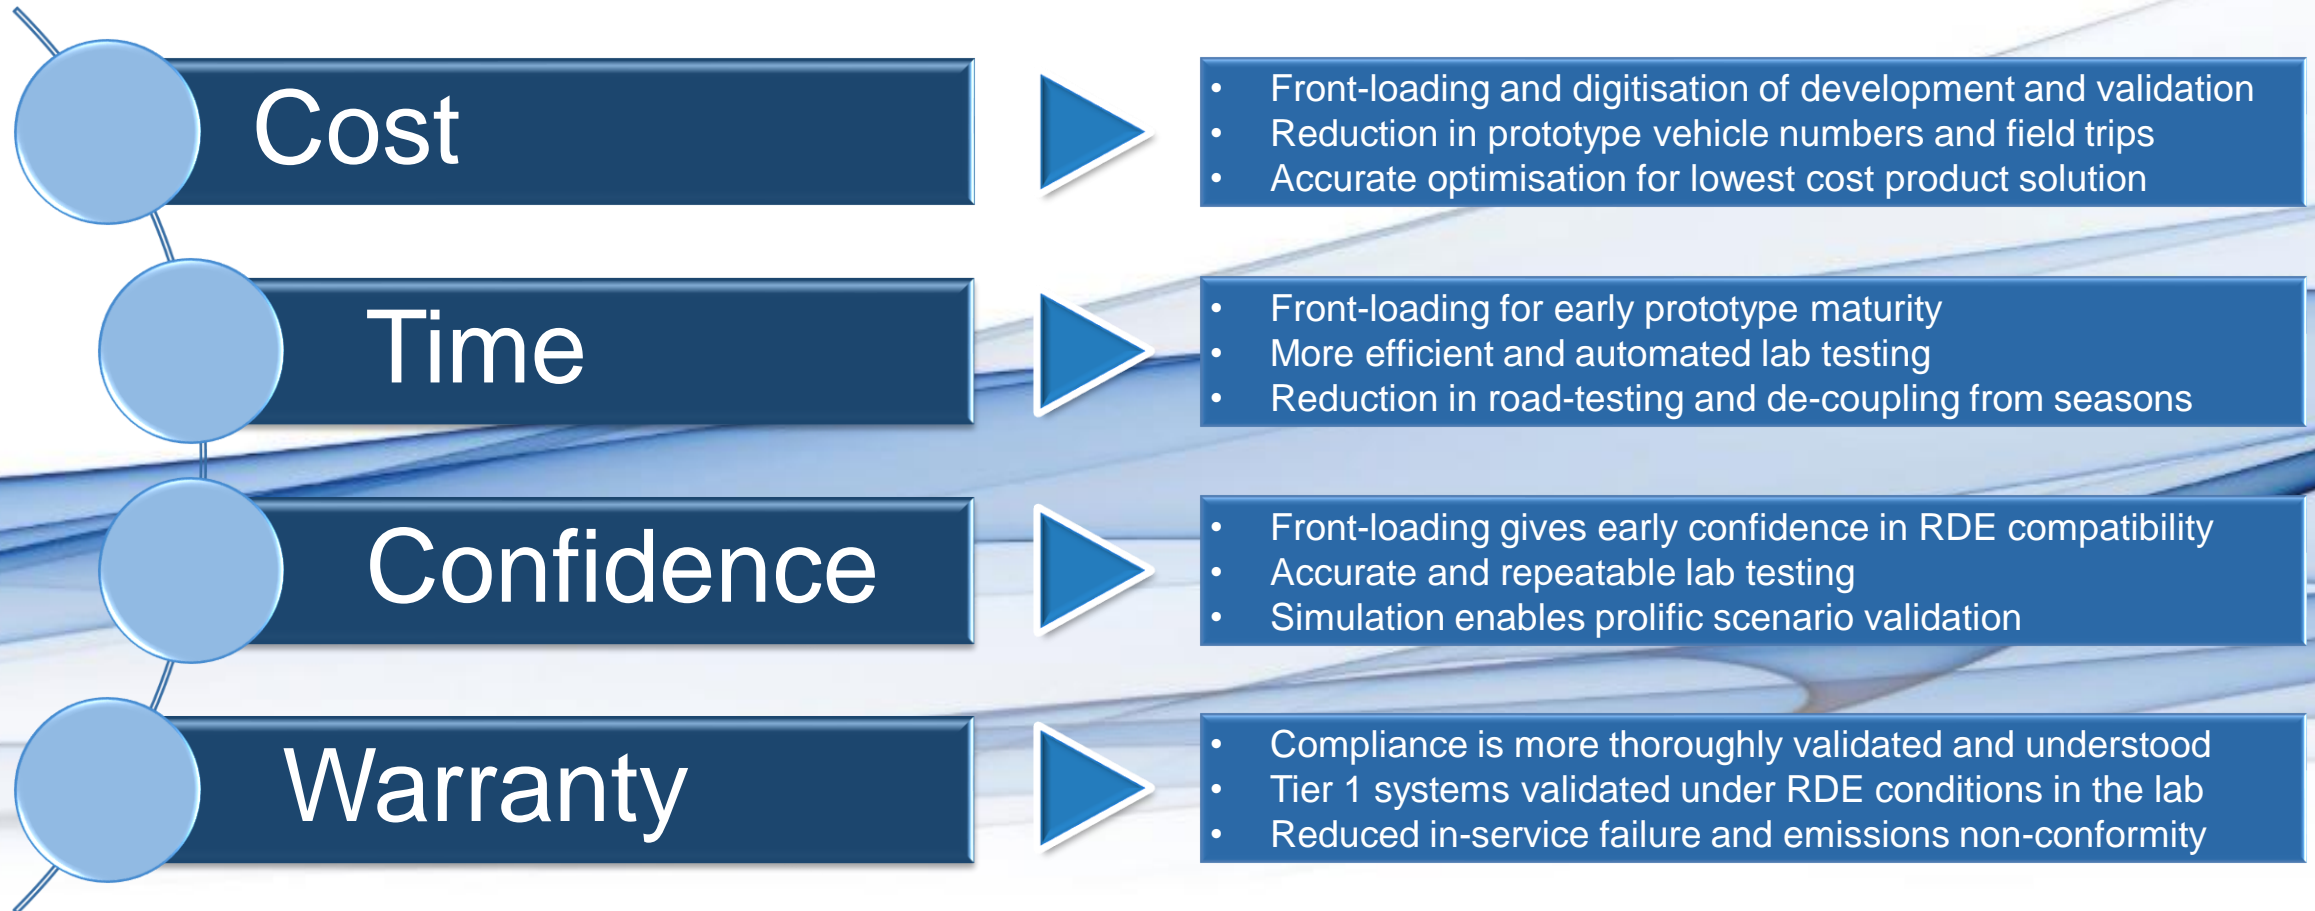 Cost
• Front-loading and digitisation of development and validation
• Reduction in prototype vehicle numbers and field trips
• Accurate optimisation for lowest cost product solution
Time
• Front-loading for early prototype maturity
• More efficient and automated lab testing
• Reduction in road-testing and de-coupling from seasons
Confidence
• Front-loading gives early confidence in RDE compatibility
• Accurate and repeatable lab testing
• Simulation enables prolific scenario validation
Warranty
• Compliance is more thoroughly validated and understood
• Tier 1 systems validated under RDE conditions in the lab
• Reduced in-service failure and emissions non-conformity